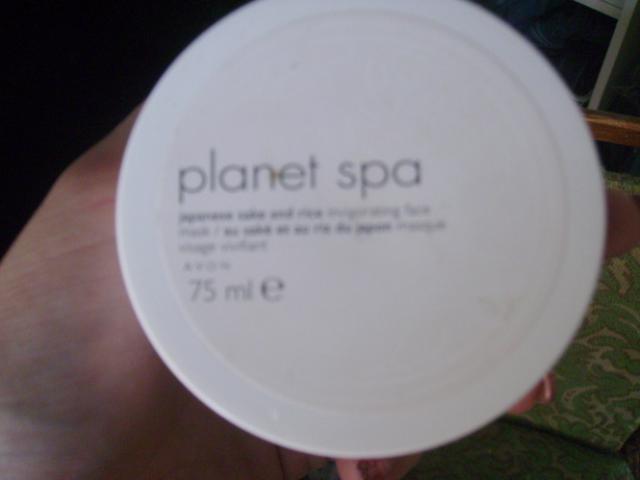 planet spa
japanese sake and rice invigorating face
mask / au saké et au riz du japon masque
visage vivifiant
AVON
75 ml e